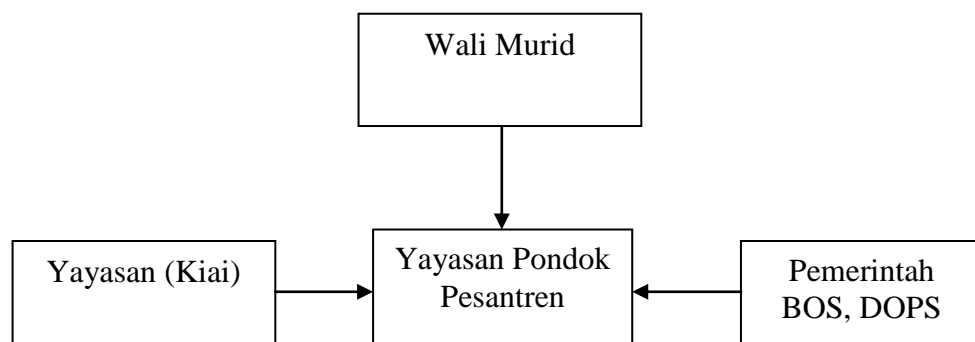 Wali Murid
Yayasan (Kiai)
Yayasan Pondok
Pesantren
Pemerintah
BOS, DOPS